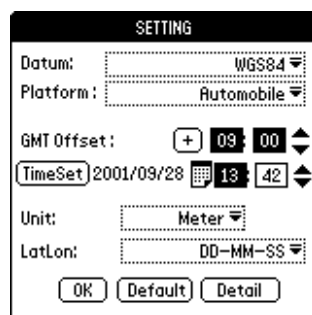 SETTING
Datum: WGS84
Platform: Automobile
GMT Offset: + 09: 00
TimeSet 2001/09/28 13: 42
Unit: Meter
LatLon: DD-MM-SS
OK Default Detail